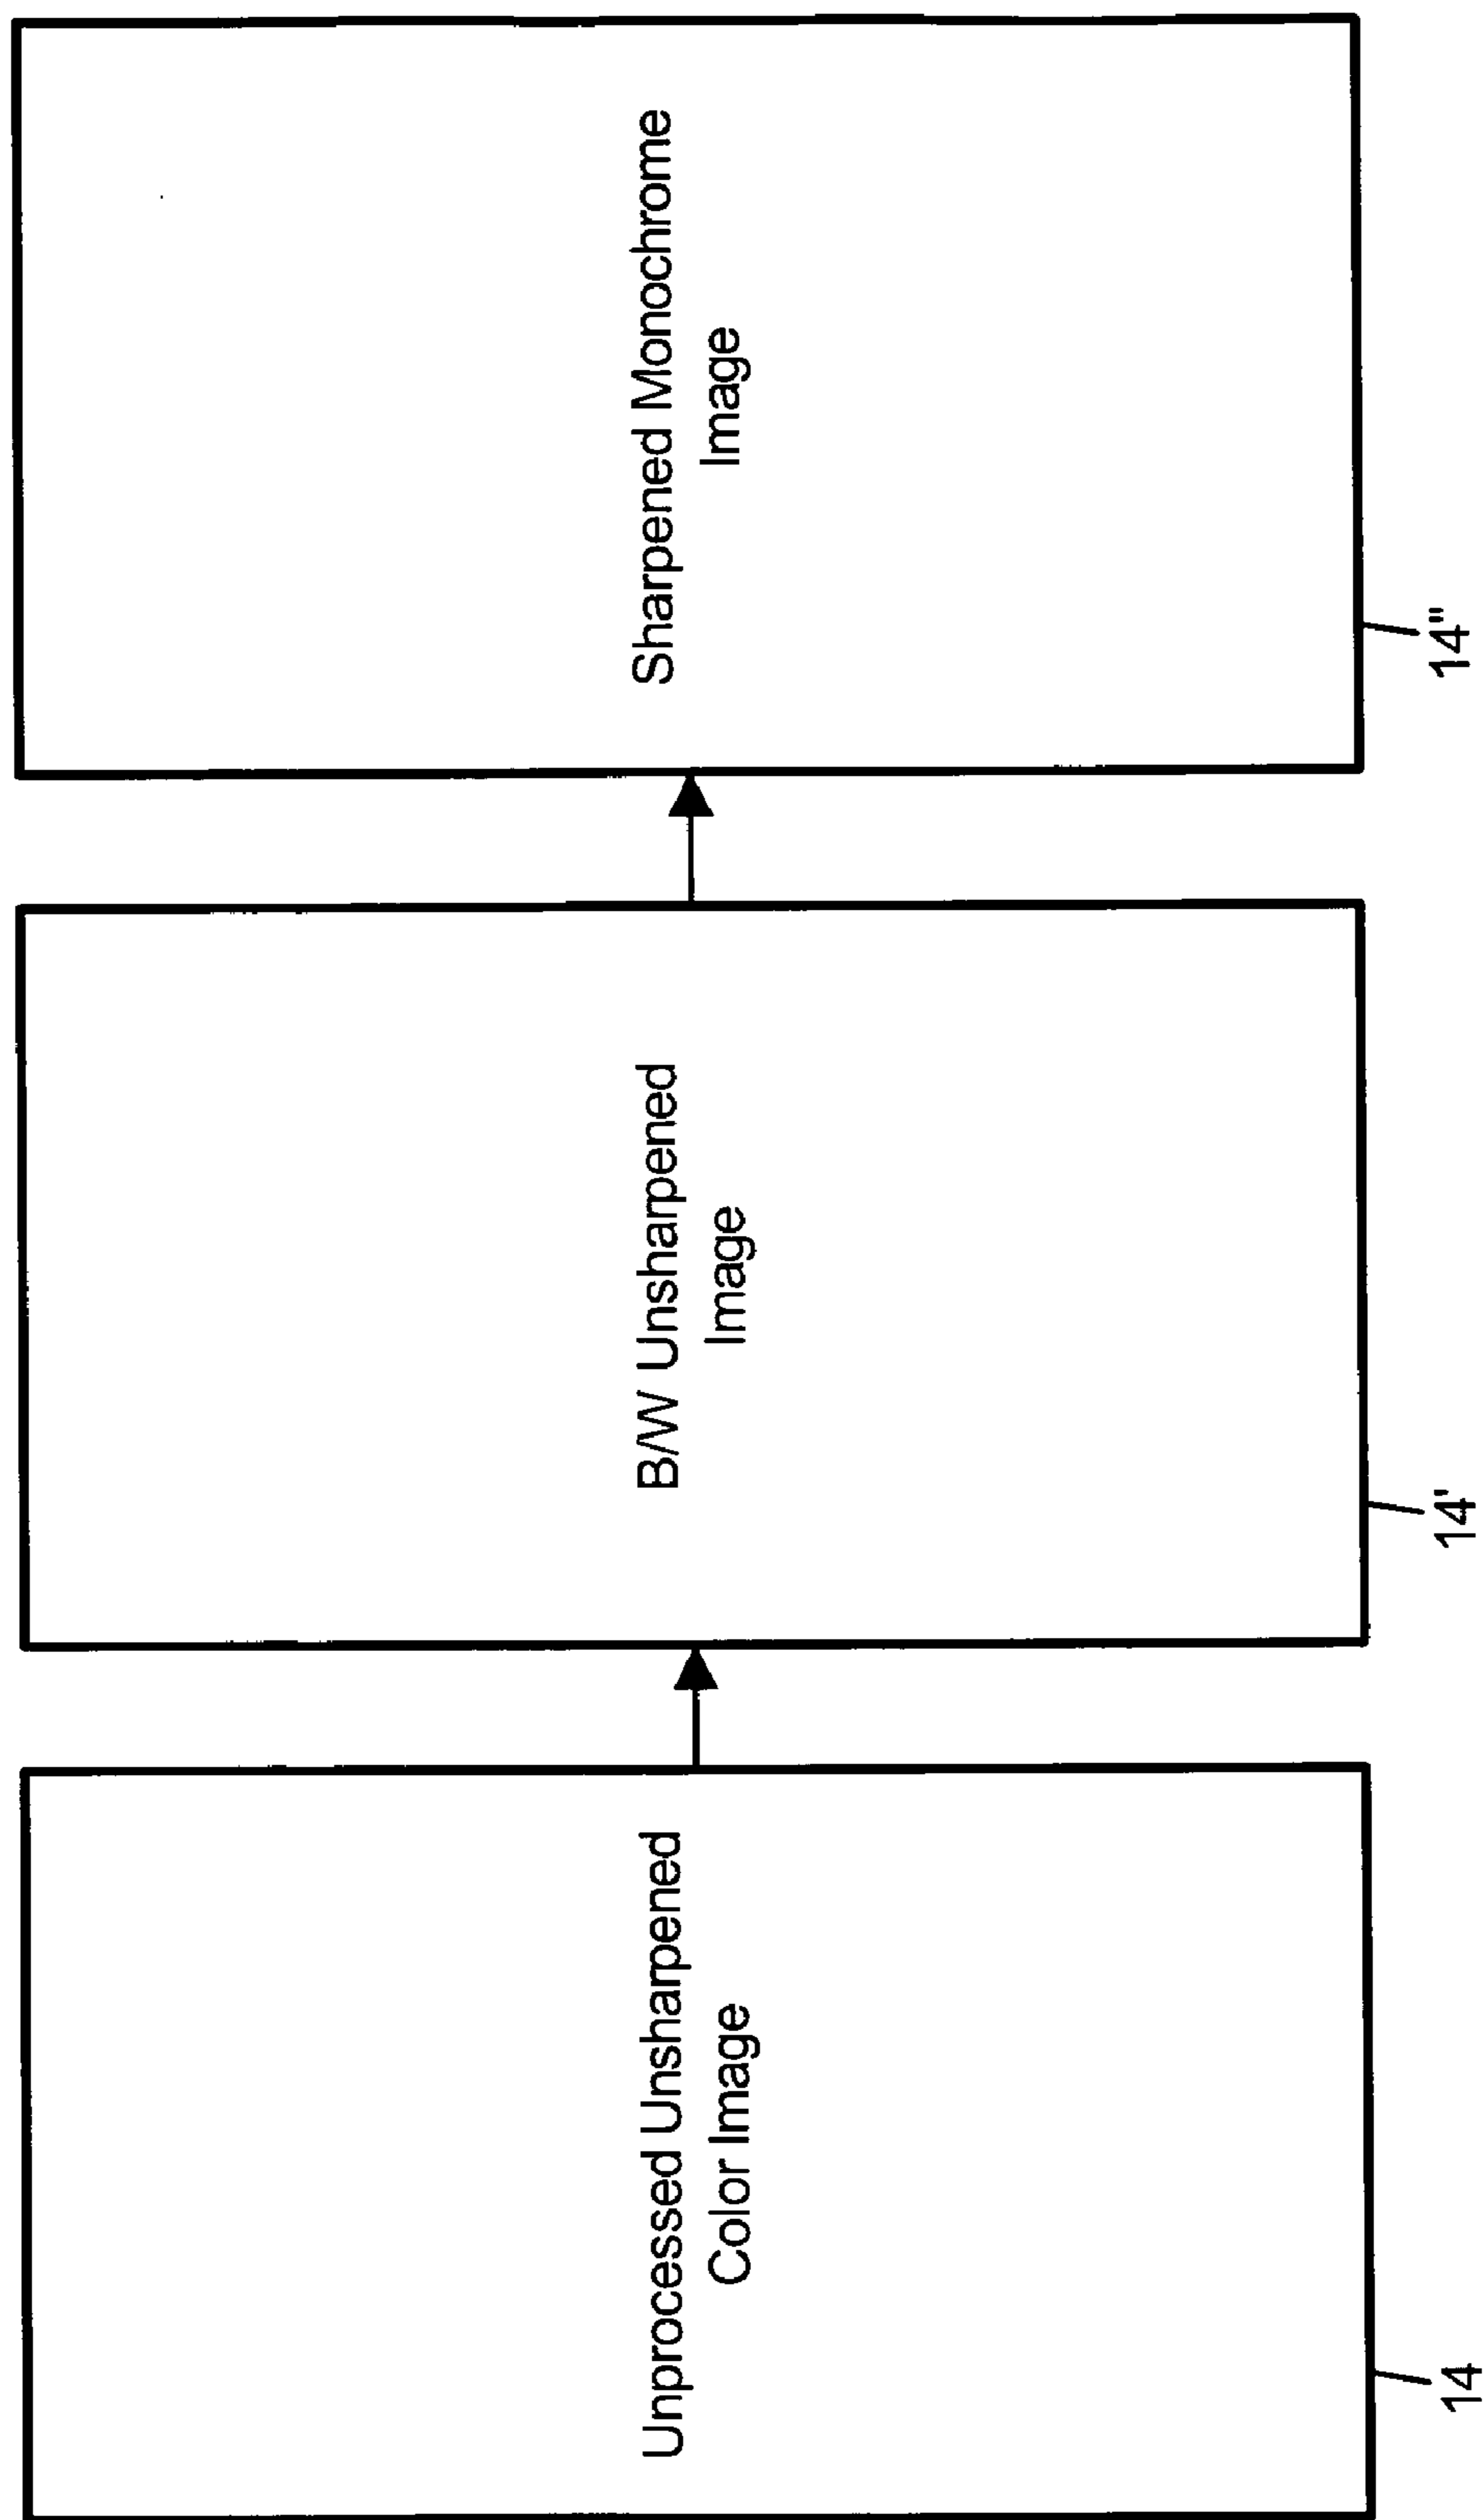 Unprocessed Unsharpened
Color Image
14
B/W Unsharpened
Image
14'
Sharpened Monochrome
Image
14"